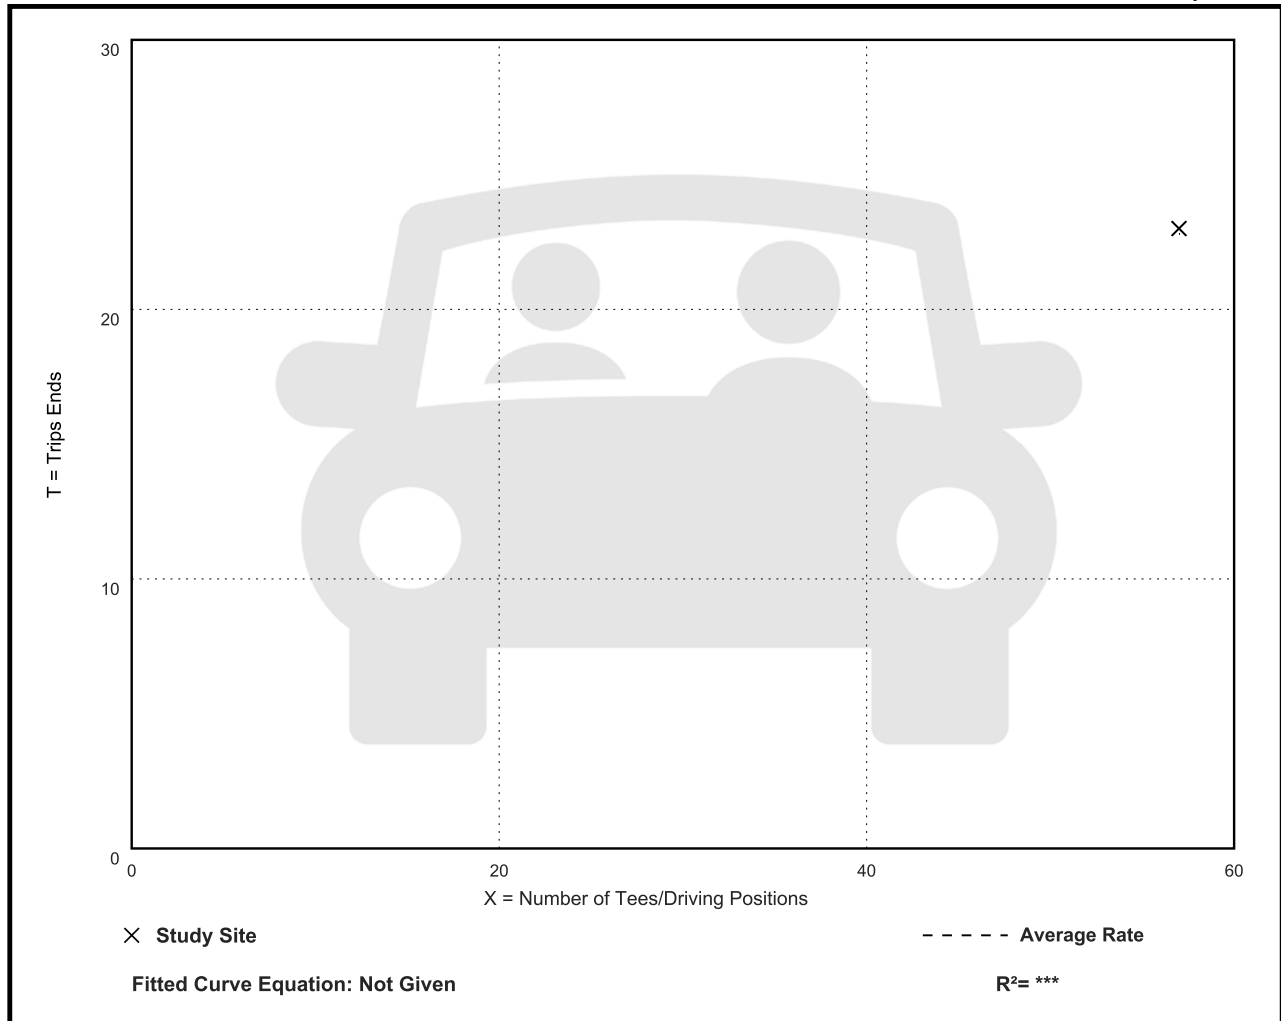 30
20
10
0
T = Trips Ends
0 20 40 60
X = Number of Tees/Driving Positions
Study Site
Average Rate
Fitted Curve Equation: Not Given
R²= ***